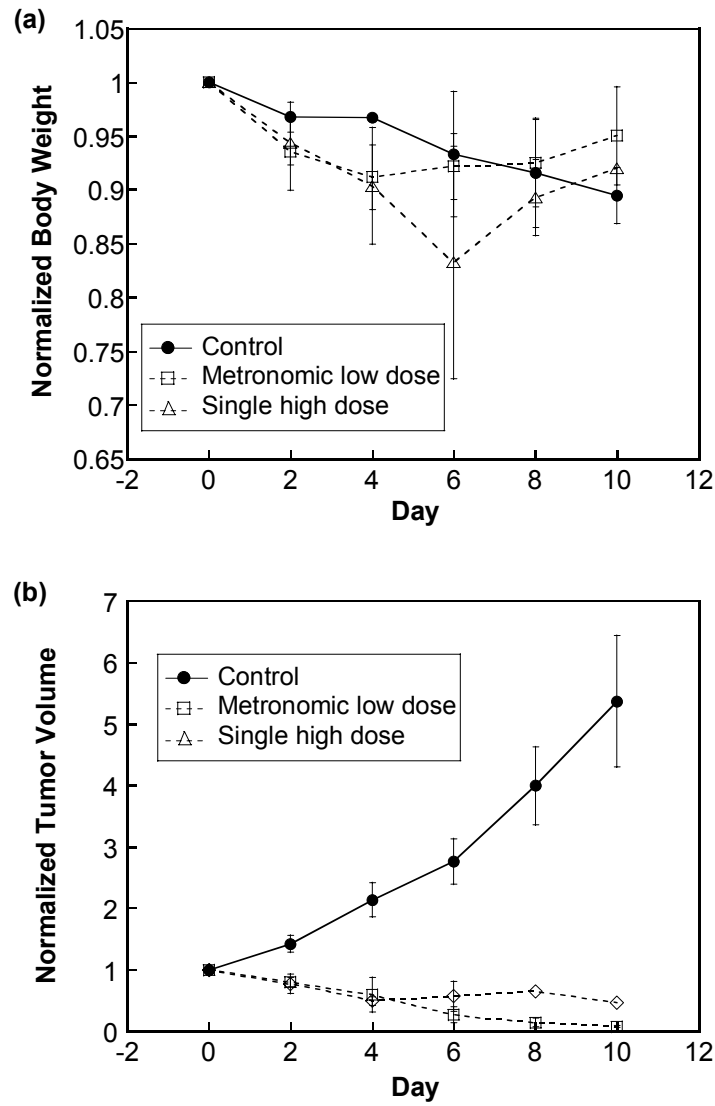 (a)
1.05
1
0.95
0.9
0.85
0.8
0.75
0.7
0.65
Normalized Body Weight
Control
Metronomic low dose
Single high dose
-2 0 2 4 6 8 10 12
Day
(b)
7
6
5
4
3
2
1
0
Normalized Tumor Volume
Control
Metronomic low dose
Single high dose
-2 0 2 4 6 8 10 12
Day